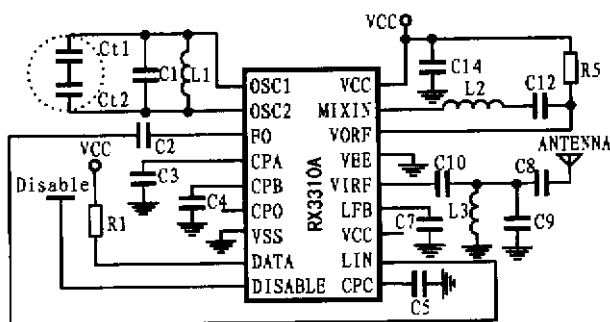 VCC
Ct1
Ct2
C1
L1
C14
R5
L2
C12
OSC1
OSC2
FO
CPA
CPB
CPO
VSS
DATA
DISABLE
RX3310A
VCC
MIXIN
VORF
VEE
VIRF
LFB
VCC
LIN
CPC
C2
VCC
C3
Disable
C4
R1
ANTENNA
C10
C8
C7
L3
C9
C5